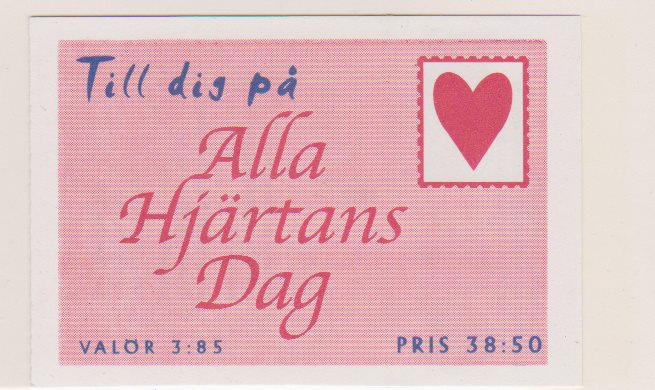 Till dig på
Alla
Hjärtans
Dag
VALÖR 3:85
PRIS 38:50